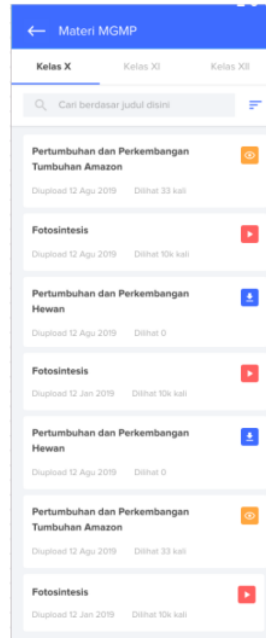 Materi MGMP
Kelas X Kelas XI Kelas XII
Cari berdasar judul disini
Pertumbuhan dan Perkembangan
Tumbuhan Amazon
Diupload 12 Agu 2019 Dilihat 33 kali
Fotosintesis
Diupload 12 Agu 2019 Dilihat 10k kali
Pertumbuhan dan Perkembangan
Hewan
Diupload 12 Agu 2019 Dilihat 0
Fotosintesis
Diupload 12 Jan 2019 Dilihat 10k kali
Pertumbuhan dan Perkembangan
Hewan
Diupload 12 Agu 2019 Dilihat 0
Pertumbuhan dan Perkembangan
Tumbuhan Amazon
Diupload 12 Agu 2019 Dilihat 33 kali
Fotosintesis
Diupload 12 Jan 2019 Dilihat 10k kali